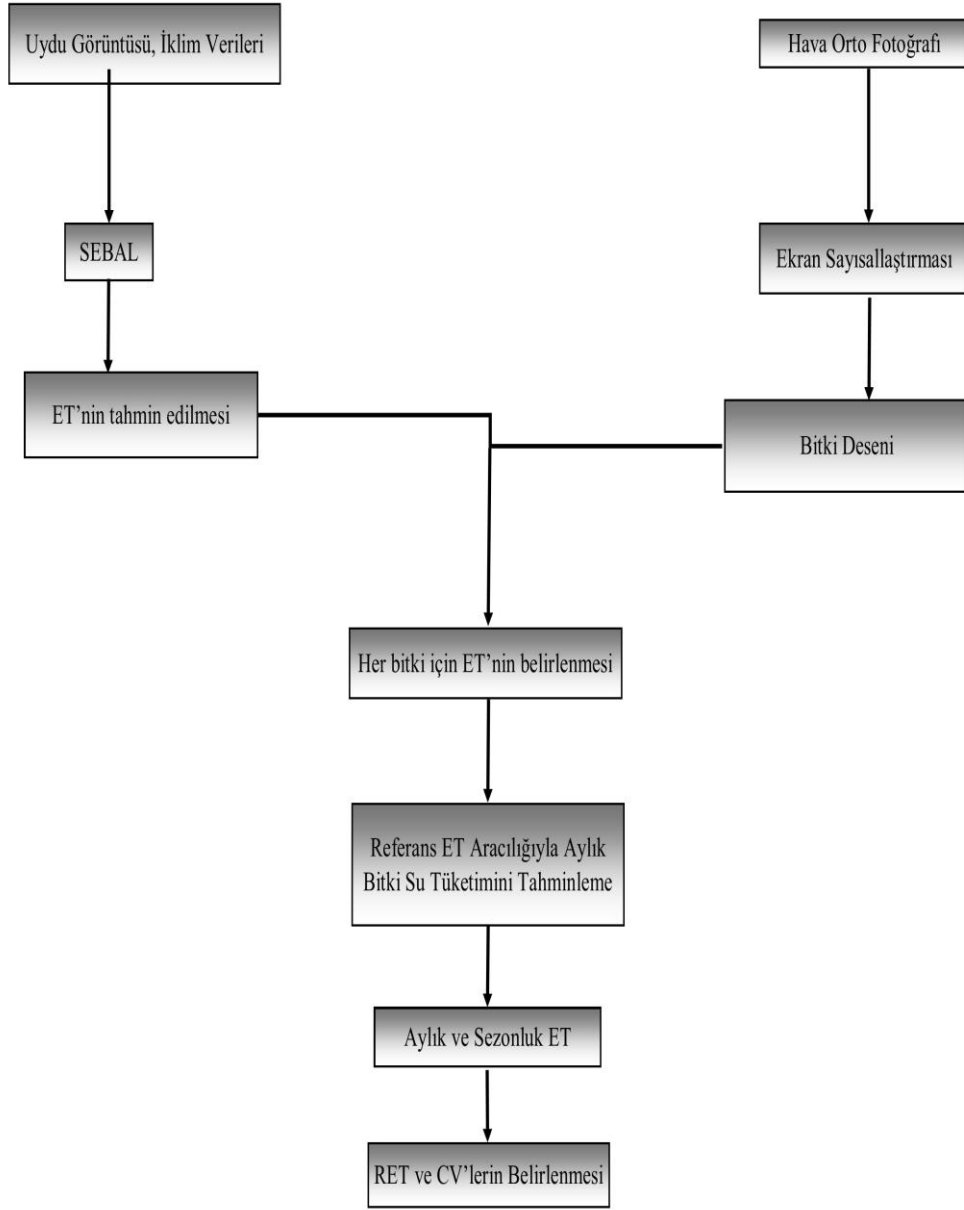 Uydu Görüntüsü, İklim Verileri
Hava Orto Fotoğrafı
SEBAL
Ekran Sayısallaştırması
ET’nin tahmin edilmesi
Bitki Deseni
Her bitki için ET’nin belirlenmesi
Referans ET Aracılığıyla Aylık
Bitki Su Tüketimini Tahminleme
Aylık ve Sezonluk ET
RET ve CV’lerin Belirlenmesi